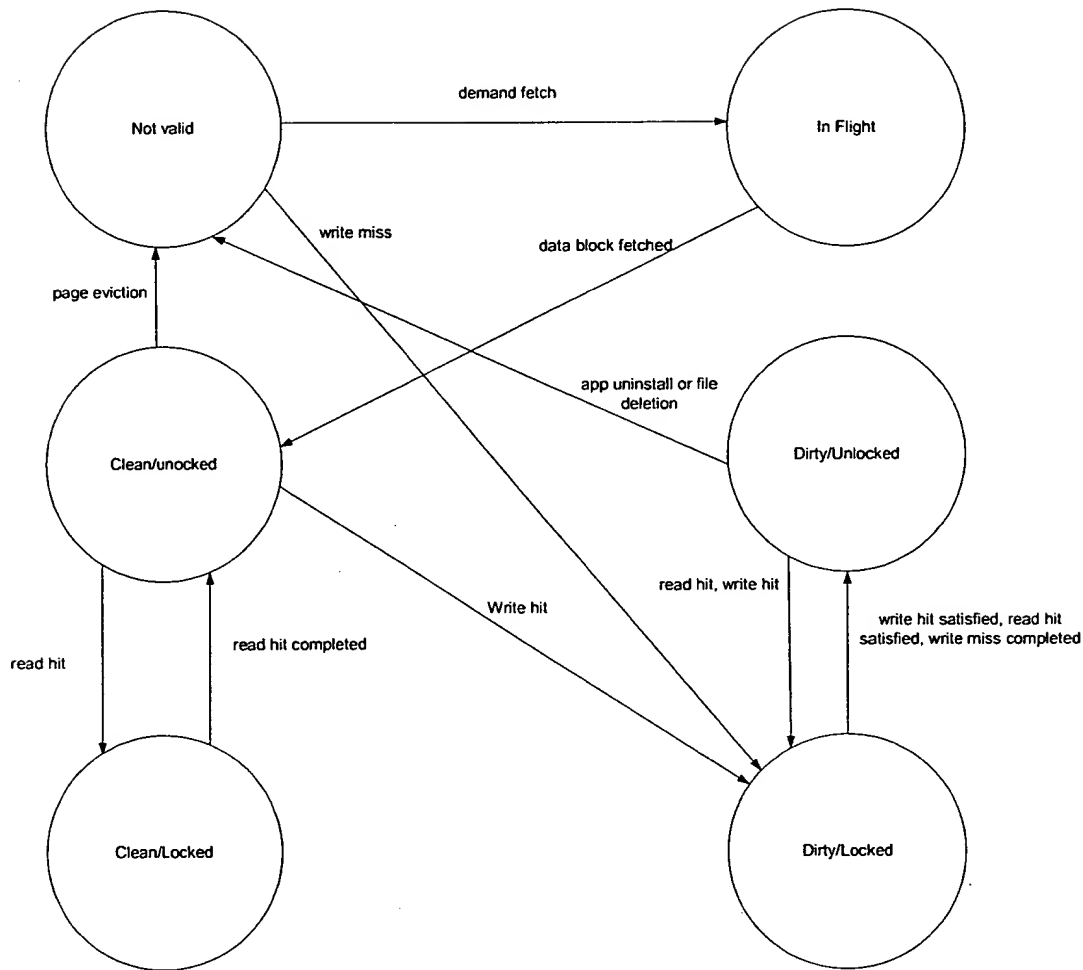 demand fetch
Not valid
In Flight
write miss
data block fetched
page eviction
app uninstall or file
deletion
Clean/unocked
Dirty/Unlocked
read hit, write hit
Write hit
write hit satisfied, read hit
satisfied, write miss completed
read hit completed
read hit
Clean/Locked
Dirty/Locked